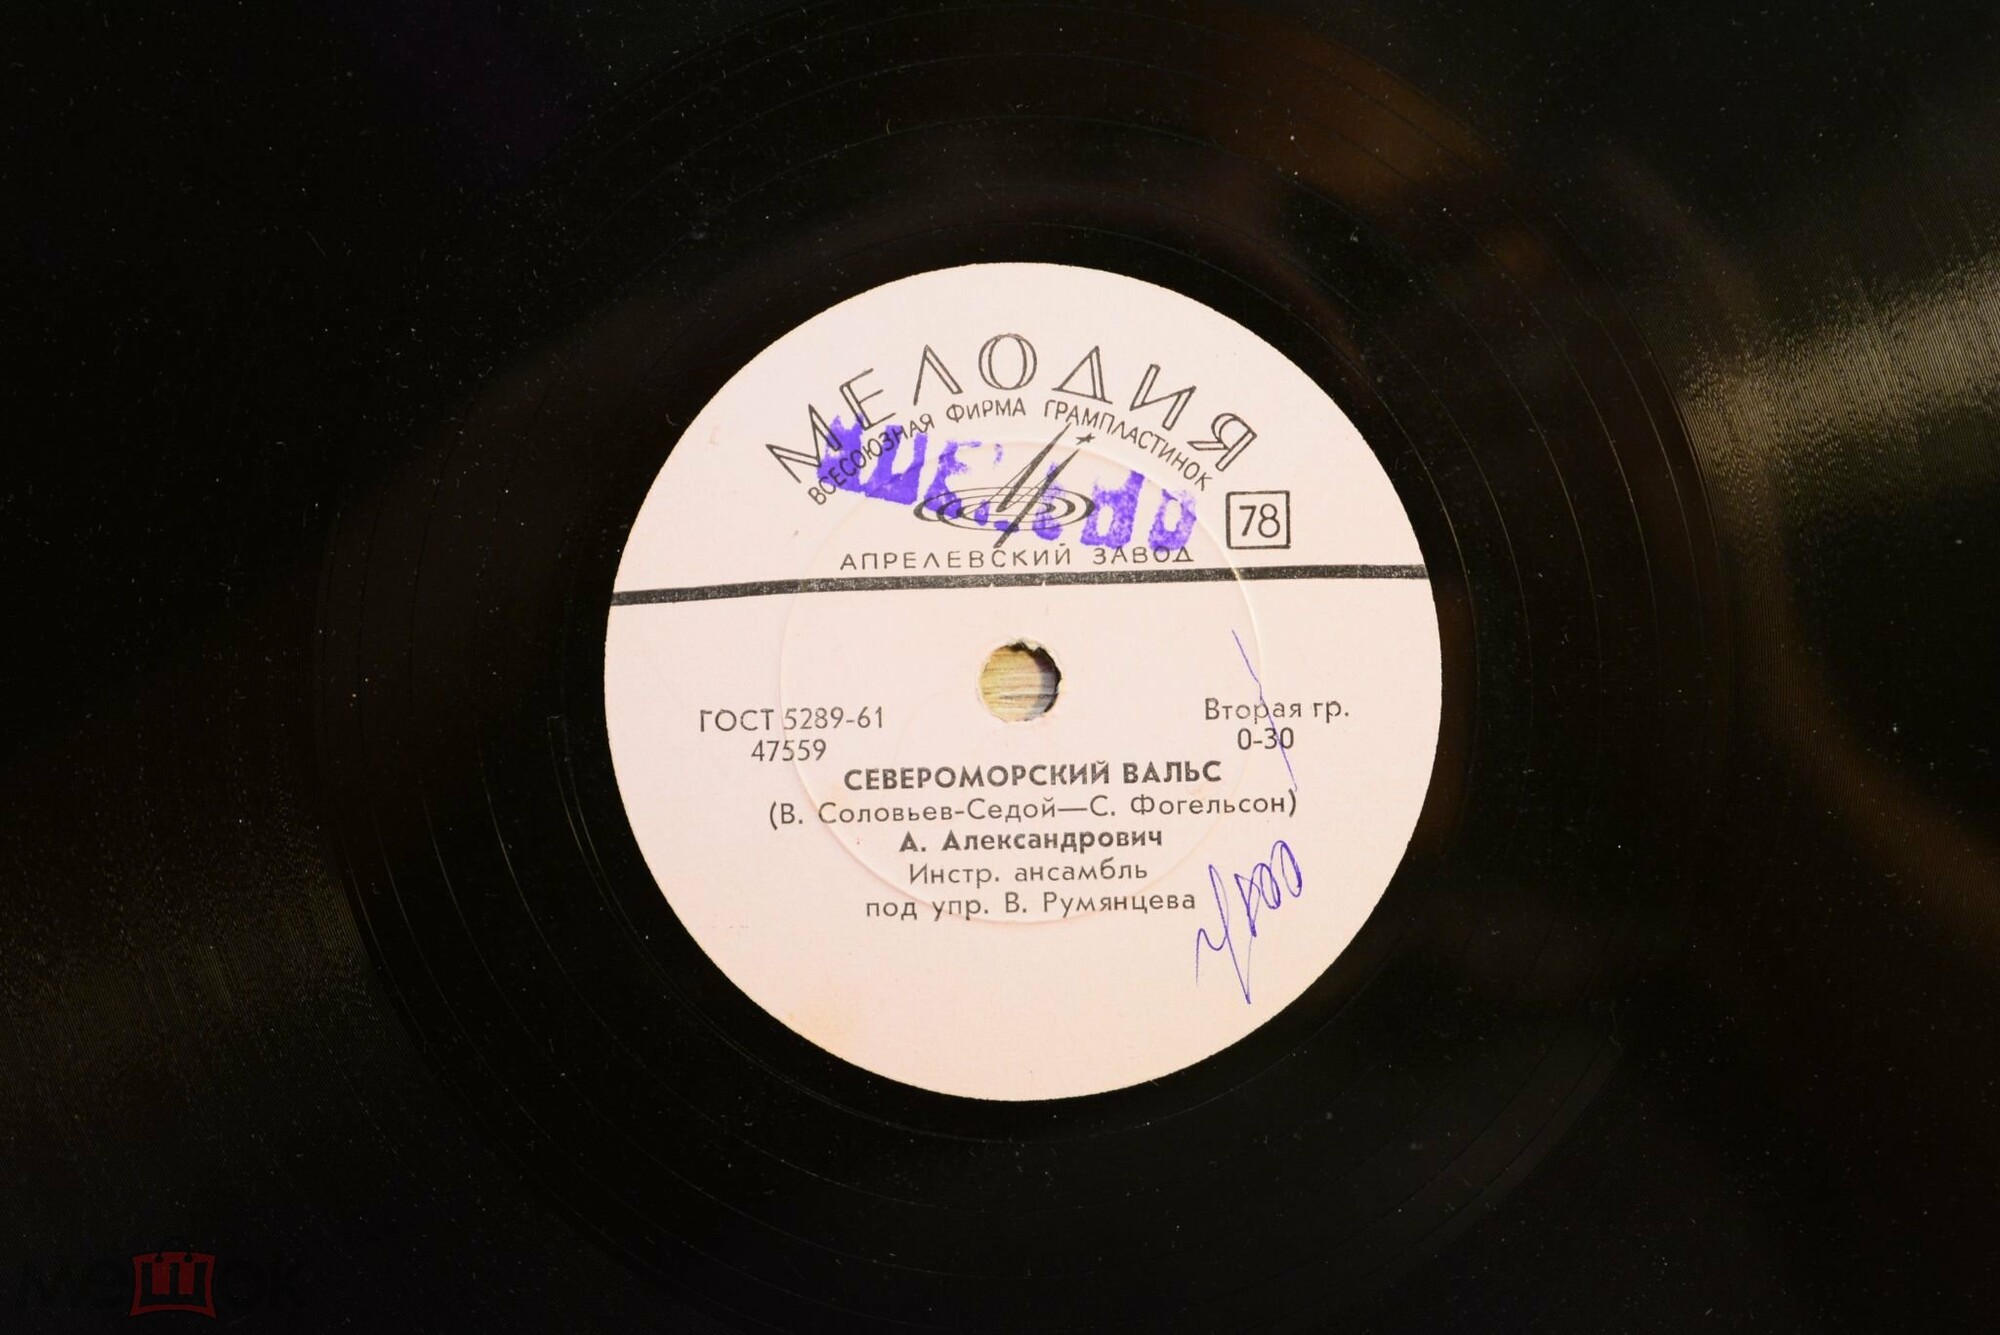 МЕЛОДИЯ
ВСЕСОЮЗНАЯ ФИРМА ГРАМПЛАСТИНОК
78
АПРЕЛЕВСКИЙ ЗАВОД
ГОСТ 5289-61
Вторая гр.
47559
0-30
СЕВЕРОМОРСКИЙ ВАЛЬС
(В. Соловьев-Седой—С. Фогельсон)
А. Александрович
Инстр. ансамбль
под упр. В. Румянцева
мешок